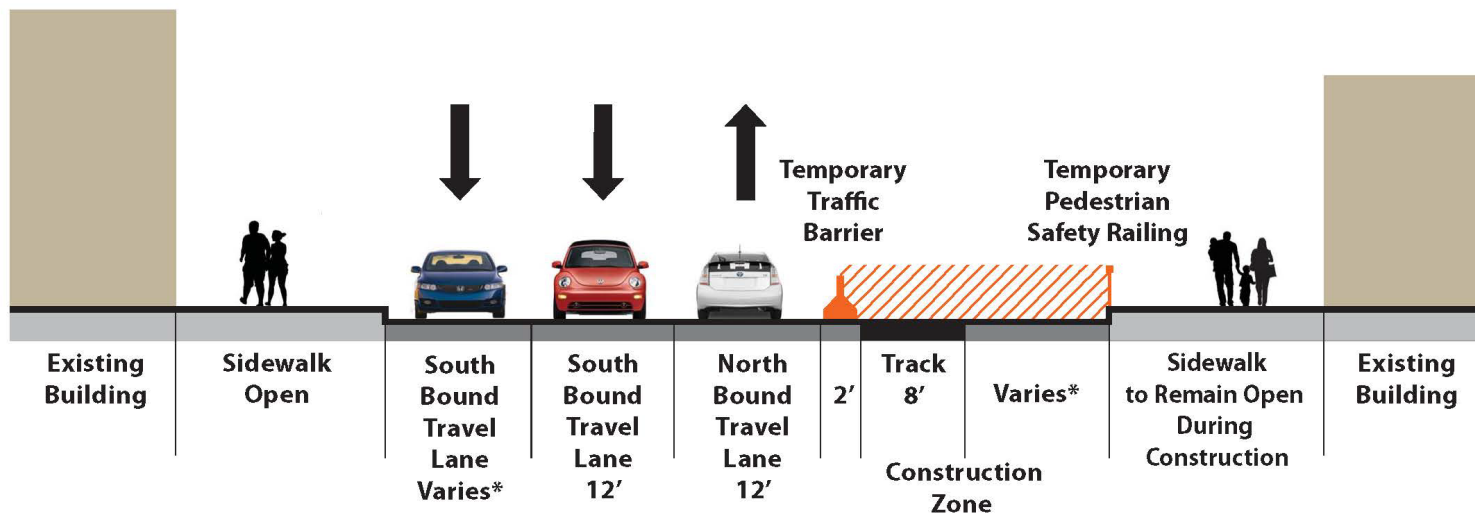 Temporary
Traffic
Barrier
Temporary
Pedestrian
Safety Railing
Existing
Building
Sidewalk
Open
South
Bound
Travel
Lane
Varies*
South
Bound
Travel
Lane
12’
North
Bound
Travel
Lane
12’
2’
Track
8’
Varies*
Construction
Zone
Sidewalk
to Remain Open
During
Construction
Existing
Building